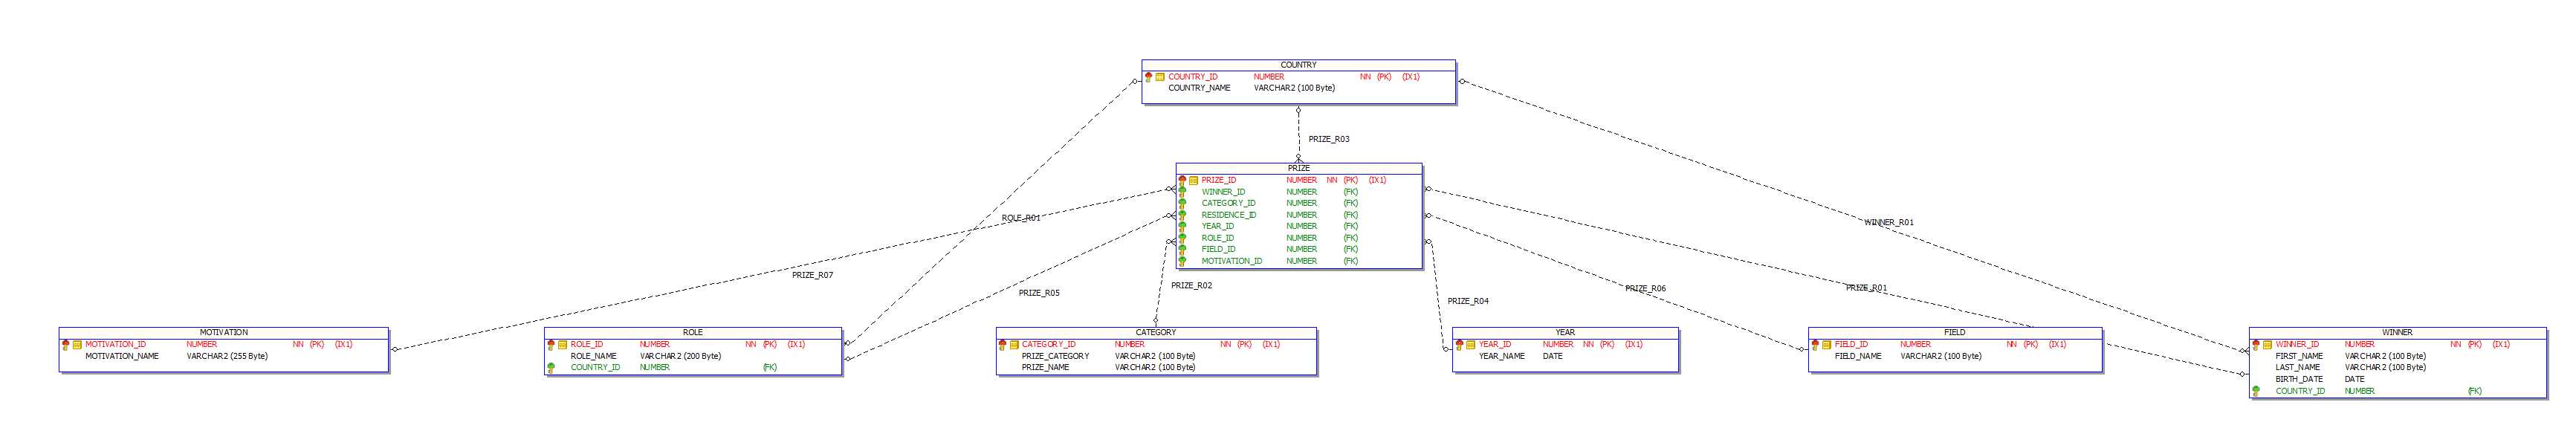 COUNTRY
COUNTRY_ID NUMBER NN (PK) (IX1)
COUNTRY_NAME VARCHAR2 (100 Byte)
PRIZE_R03
PRIZE
PRIZE_ID NUMBER NN (PK) (IX1)
WINNER_ID NUMBER (FK)
CATEGORY_ID NUMBER (FK)
RESIDENCE_ID NUMBER (FK)
YEAR_ID NUMBER (FK)
ROLE_ID NUMBER (FK)
FIELD_ID NUMBER (FK)
MOTIVATION_ID NUMBER (FK)
ROLE_R01
WINNER_R01
PRIZE_R07
PRIZE_R05
PRIZE_R02
PRIZE_R04
PRIZE_R06
PRIZE_R01
MOTIVATION
MOTIVATION_ID NUMBER NN (PK) (IX1)
MOTIVATION_NAME VARCHAR2 (255 Byte)
ROLE
ROLE_ID NUMBER NN (PK) (IX1)
ROLE_NAME VARCHAR2 (200 Byte)
COUNTRY_ID NUMBER (FK)
CATEGORY
CATEGORY_ID NUMBER NN (PK) (IX1)
PRIZE_CATEGORY VARCHAR2 (100 Byte)
PRIZE_NAME VARCHAR2 (100 Byte)
YEAR
YEAR_ID NUMBER NN (PK) (IX1)
YEAR_NAME DATE
FIELD
FIELD_ID NUMBER NN (PK) (IX1)
FIELD_NAME VARCHAR2 (100 Byte)
WINNER
WINNER_ID NUMBER NN (PK) (IX1)
FIRST_NAME VARCHAR2 (100 Byte)
LAST_NAME VARCHAR2 (100 Byte)
BIRTH_DATE DATE
COUNTRY_ID NUMBER (FK)